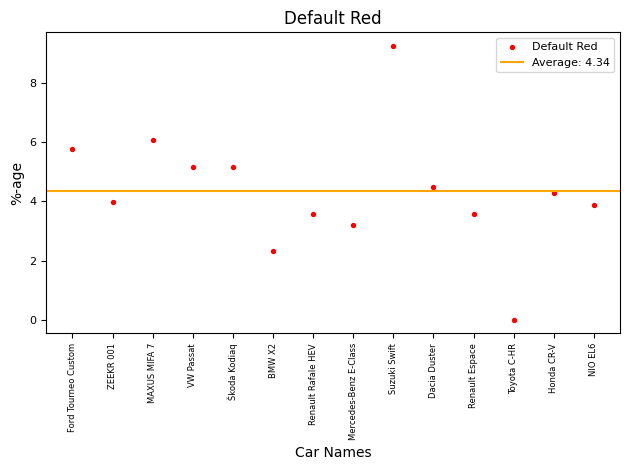 Default Red
Default Red
Average: 4.34
%-age
8
6
4
2
0
Ford Tourneo Custom
ZEEKR 001
MAXUS MIFA 7
VW Passat
Škoda Kodiaq
BMW X2
Renault Rafale HEV
Mercedes-Benz E-Class
Suzuki Swift
Dacia Duster
Renault Espace
Toyota C-HR
Honda CR-V
NIO EL6
Car Names